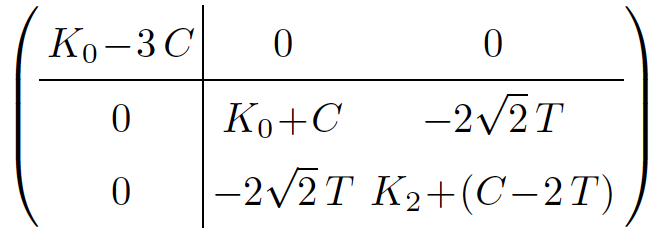 K₀−3 C 0 0
0 K₀+C −2√2 T
0 −2√2 T K₂+(C−2 T)